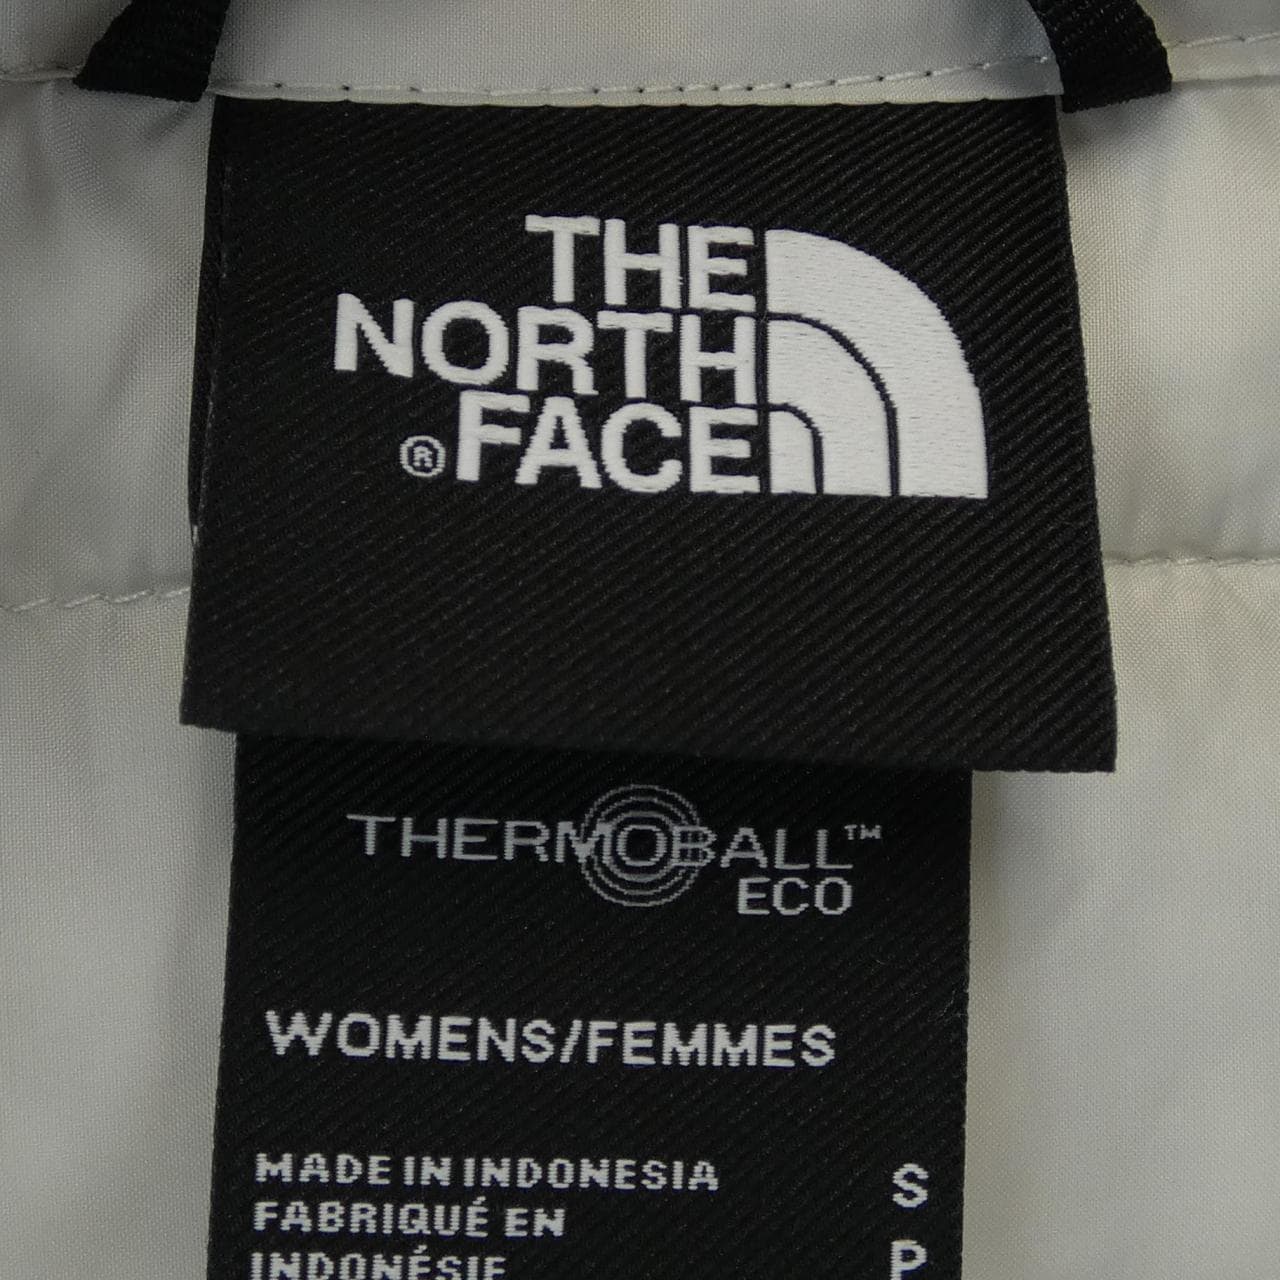 THE
NORTH
®FACE
THERMOBALL™
ECO
WOMENS/FEMMES
MADE IN INDONESIA
FABRIQUÉ EN
INDONÉSIE
S
P